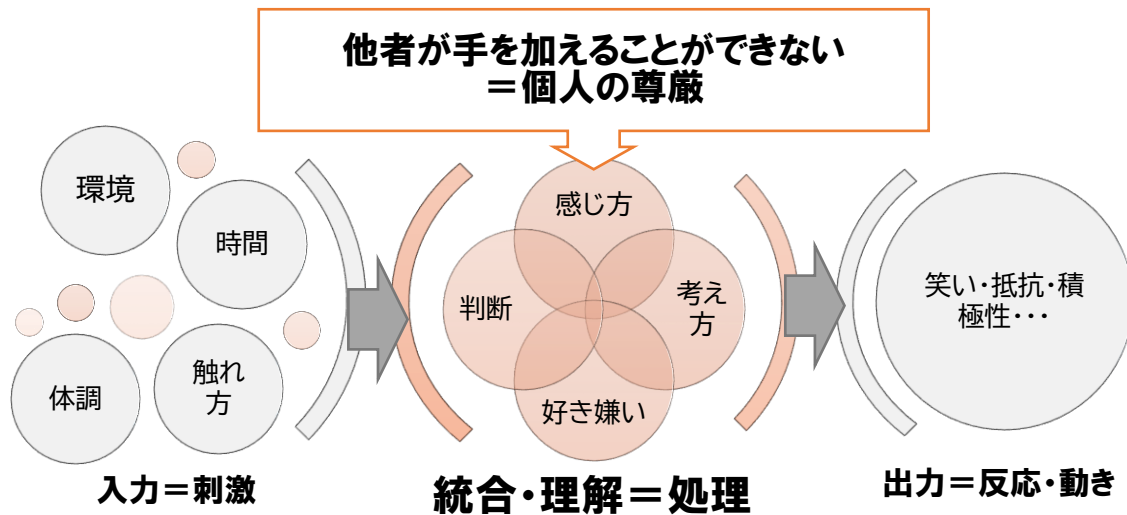 他者が手を加えることができない
＝個人の尊厳
環境
時間
体調
触れ
方
入力＝刺激
感じ方
判断
考え
方
好き嫌い
統合・理解＝処理
笑い・抵抗・積
極性・・・
出力＝反応・動き